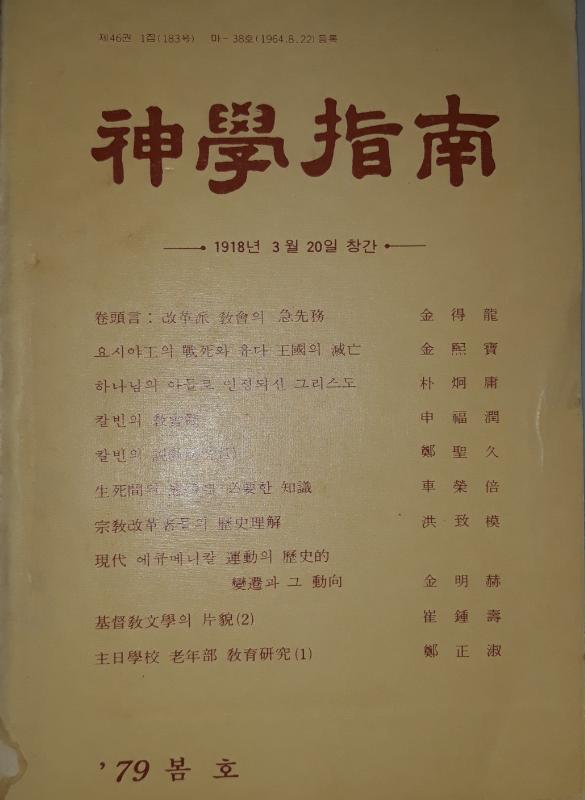 제46권 1집(183号) 마-38호(1964.8.22)등록
神學指南
1918년 3월 20일 창간
卷頭言: 改革派 敎會의 急先務 金得龍
요시야王의 戰死와 유다 王國의 滅亡 金熙寶
하나님의 아들로 인정되신 그리스도 朴炯庸
칼빈의 申福潤
칼빈의 鄭聖久
生死間의 必要한 知識 車榮倍
宗敎改革者들의 歷史理解 洪致模
現代 에큐메니칼 運動의 歷史的
變遷과 그 動向 金明赫
基督敎文學의 片貌(2) 崔鍾壽
主日學校 老年部 敎育硏究(1) 鄭正淑
'79 봄 호